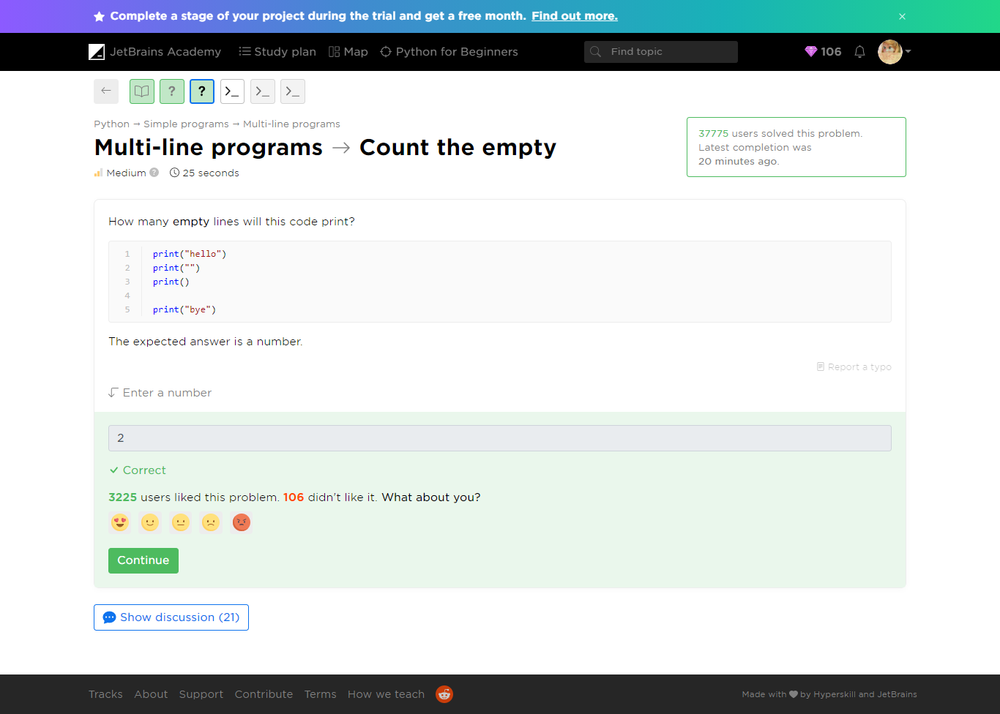 Complete a stage of your project during the trial and get a free month. Find out more. ×
JetBrains Academy Study plan Map Python for Beginners Find topic 106
? ? >_ >_ >_
Python → Simple programs → Multi-line programs
Multi-line programs → Count the empty
Medium ? 25 seconds
37775 users solved this problem.
Latest completion was
20 minutes ago.
How many empty lines will this code print?
1 print("hello")
2 print("")
3 print()
4
5 print("bye")
The expected answer is a number.
Report a typo
Enter a number
2
Correct
3225 users liked this problem. 106 didn't like it. What about you?
Continue
Show discussion (21)
Tracks About Support Contribute Terms How we teach
Made with ♥ by Hyperskill and JetBrains